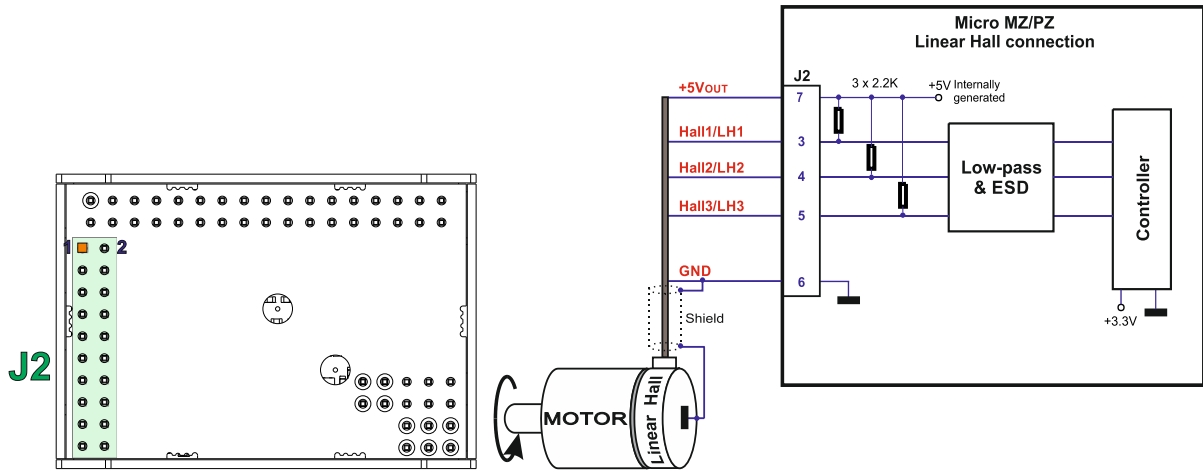 1 2
J2
Micro MZ/PZ
Linear Hall connection
J2
+5VOUT
7
3 x 2.2K
+5V Internally
generated
Hall1/LH1
3
Hall2/LH2
4
Hall3/LH3
5
Low-pass
& ESD
Controller
GND
6
Shield
+3.3V
MOTOR
Linear Hall